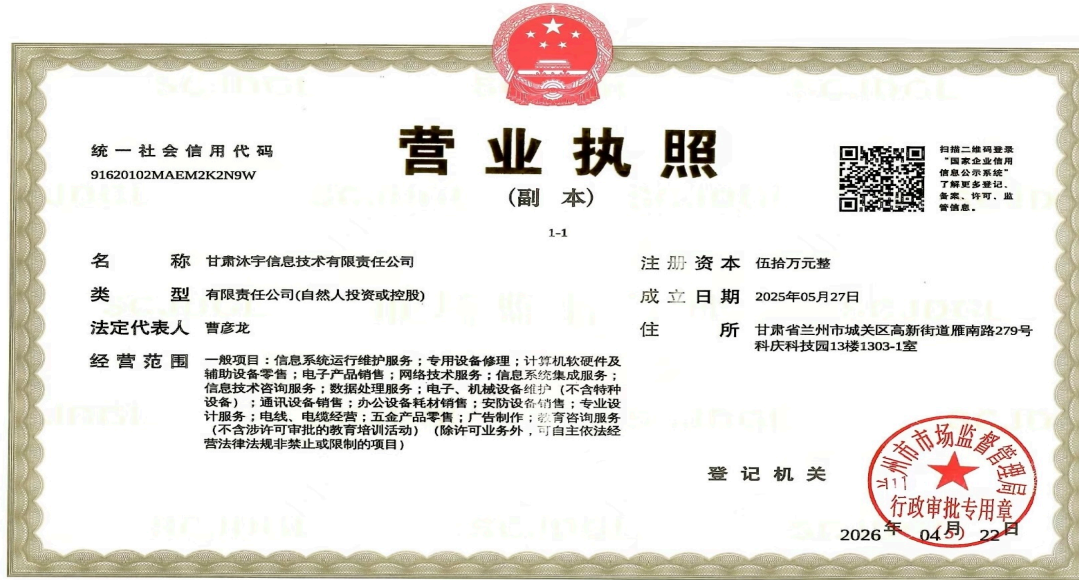 营业执照
(副 本)
1-1
统一社会信用代码
91620102MAEM2K2N9W
扫描二维码登录
“国家企业信用
信息公示系统”
了解更多登记、
备案、许可、监
管信息。
名 称 甘肃沐宇信息技术有限责任公司
类 型 有限责任公司(自然人投资或控股)
法定代表人 曹彦龙
经营范围 一般项目：信息系统运行维护服务；专用设备修理；计算机软硬件及
辅助设备零售；电子产品销售；网络技术服务；信息系统集成服务；
信息技术咨询服务；数据处理服务；电子、机械设备维护（不含特种
设备）；通讯设备销售；办公设备耗材销售；安防设备销售；专业设
计服务；电线、电缆经营；五金产品零售；广告制作；教育咨询服务
（不含涉许可审批的教育培训活动）（除许可业务外，可自主依法经
营法律法规非禁止或限制的项目）
注册资本 伍拾万元整
成立日期 2025年05月27日
住 所 甘肃省兰州市城关区高新街道雁南路279号
科庆科技园13楼1303-1室
登记机关
兰州市市场监督管理局
行政审批专用章
(5)
2026年 04月 22日